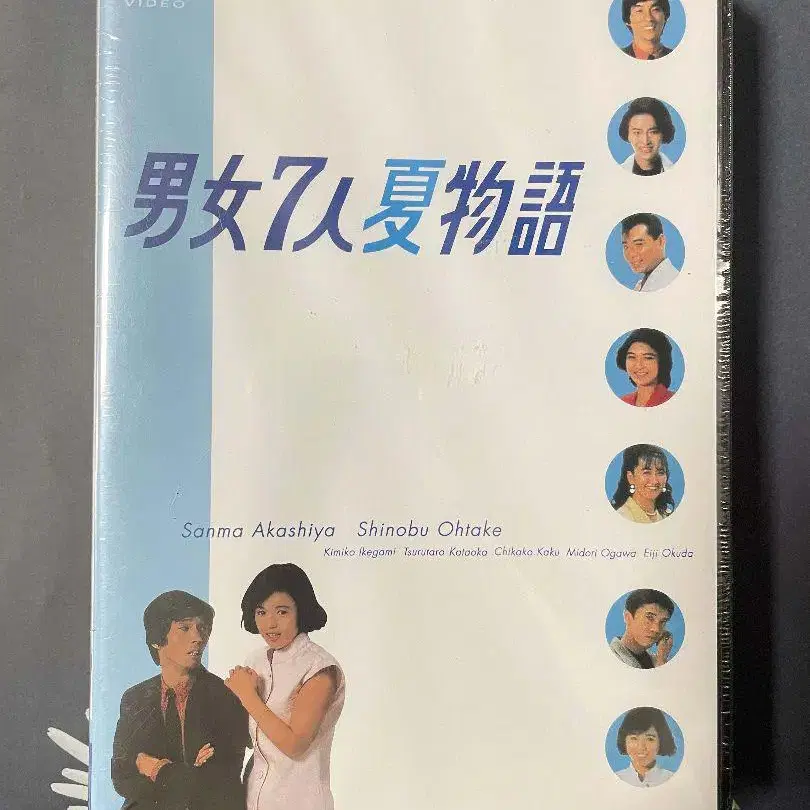 VIDEO
男女7人夏物語
Sanma Akashiya Shinobu Ohtake
Kimiko Ikegami Tsurutaro Kataoka Chikako Kaku Midori Ogawa Eiji Okuda